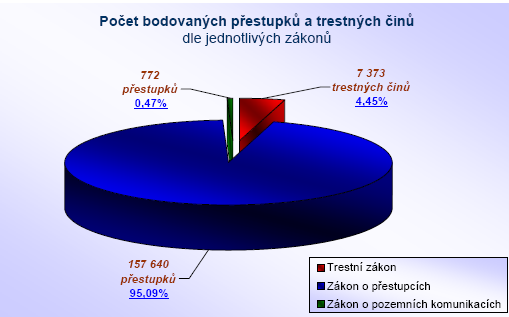 Počet bodovaných přestupků a trestných činů
dle jednotlivých zákonů
772
přestupků
0,47%
7 373
trestných činů
4,45%
157 640
přestupků
95,09%
Trestní zákon
Zákon o přestupcích
Zákon o pozemních komunikacích